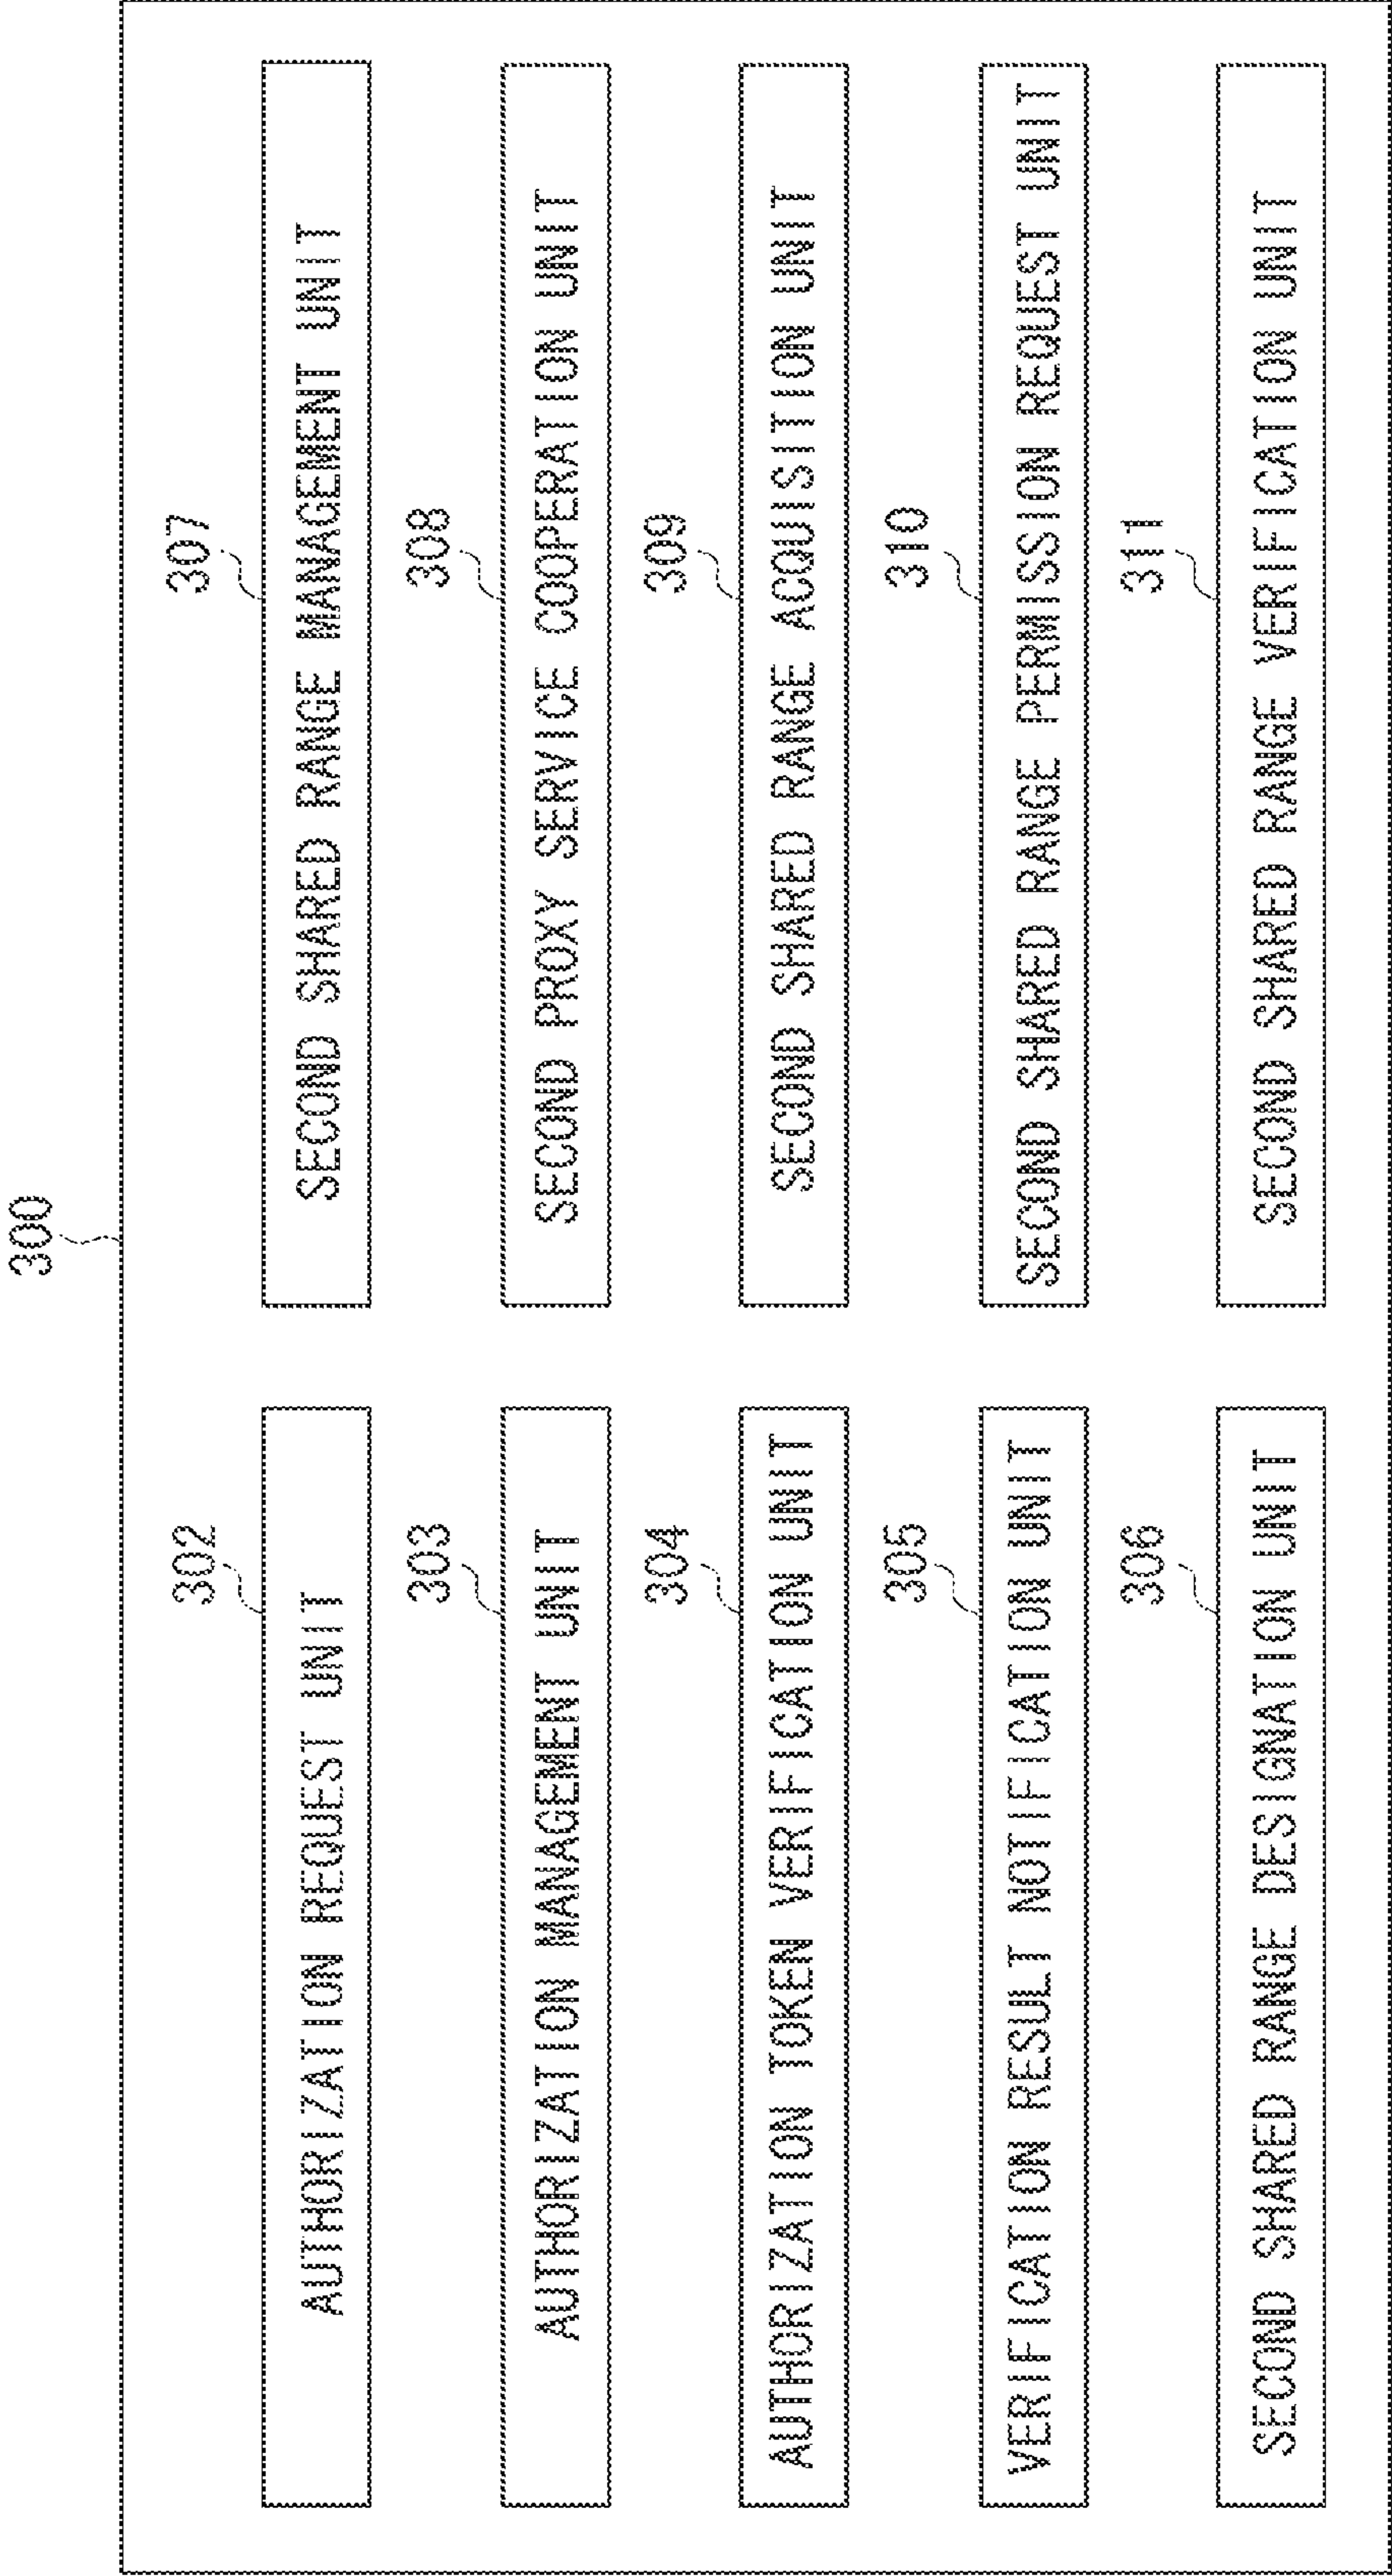 300
302
AUTHORIZATION REQUEST UNIT
303
AUTHORIZATION MANAGEMENT UNIT
304
AUTHORIZATION TOKEN VERIFICATION UNIT
305
VERIFICATION RESULT NOTIFICATION UNIT
306
SECOND SHARED RANGE DESIGNATION UNIT
307
SECOND SHARED RANGE MANAGEMENT UNIT
308
SECOND PROXY SERVICE COOPERATION UNIT
309
SECOND SHARED RANGE ACQUISITION UNIT
310
SECOND SHARED RANGE PERMISSION REQUEST UNIT
311
SECOND SHARED RANGE VERIFICATION UNIT